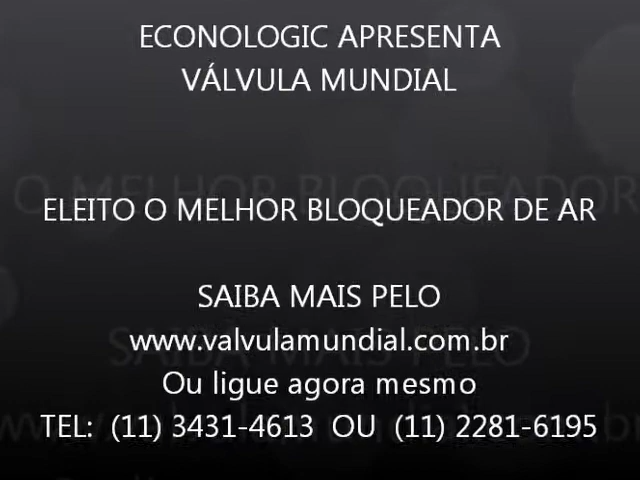 ECONOLOGIC APRESENTA
VÁLVULA MUNDIAL
ELEITO O MELHOR BLOQUEADOR DE AR
SAIBA MAIS PELO
www.valvulamundial.com.br
Ou ligue agora mesmo
TEL: (11) 3431-4613 OU (11) 2281-6195